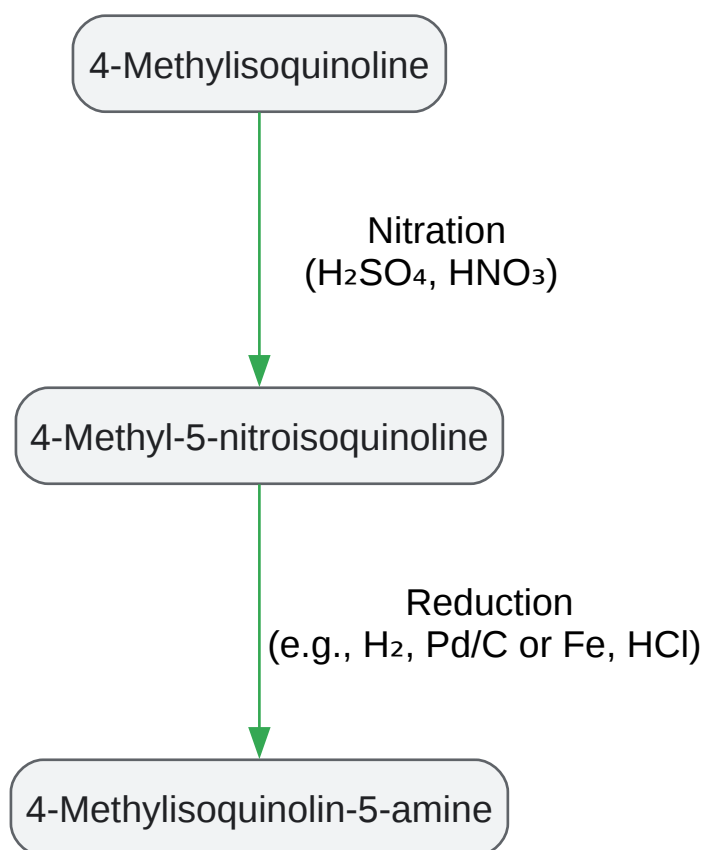 4-Methylisoquinoline
Nitration
(H₂SO₄, HNO₃)
4-Methyl-5-nitroisoquinoline
Reduction
(e.g., H₂, Pd/C or Fe, HCl)
4-Methylisoquinolin-5-amine